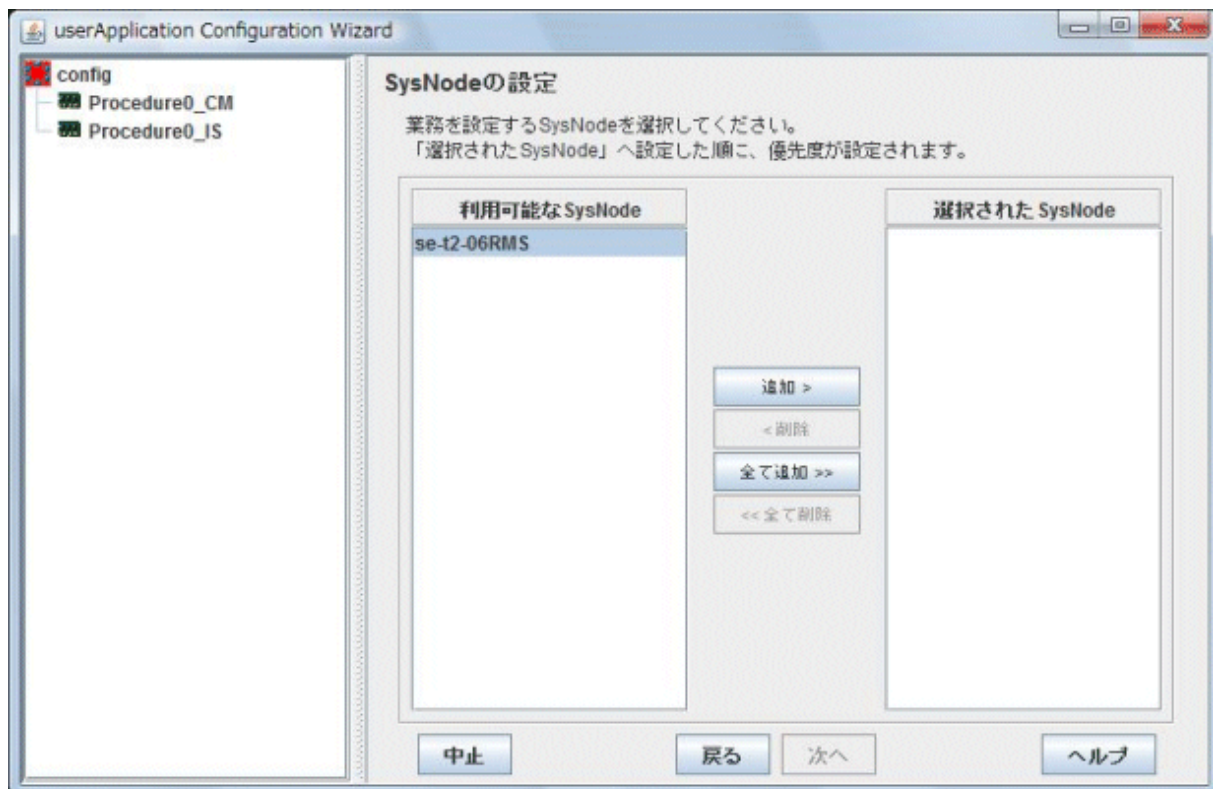 userApplication Configuration Wizard
config
Procedure0_CM
Procedure0_IS
SysNodeの設定
業務を設定するSysNodeを選択してください。
「選択されたSysNode」へ設定した順に、優先度が設定されます。
利用可能なSysNode
選択された SysNode
se-t2-06RMS
追加 >
< 削除
全て追加 >>
<< 全て削除
中止
戻る
次へ
ヘルプ